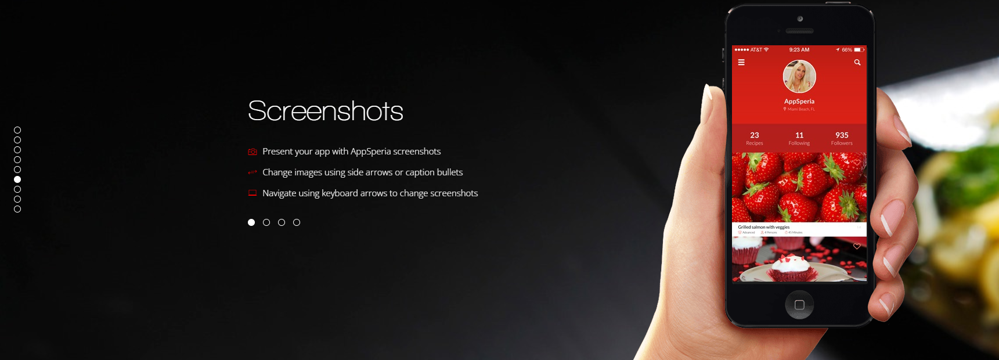 Screenshots
Present your app with AppSperia screenshots
Change images using side arrows or caption bullets
Navigate using keyboard arrows to change screenshots
AT&T 9:23 AM 66%
AppSperia
Miami Beach, FL
23 11 935
Recipes Following Followers
Grilled salmon with veggies
Advanced 4 Persons 45 Minutes